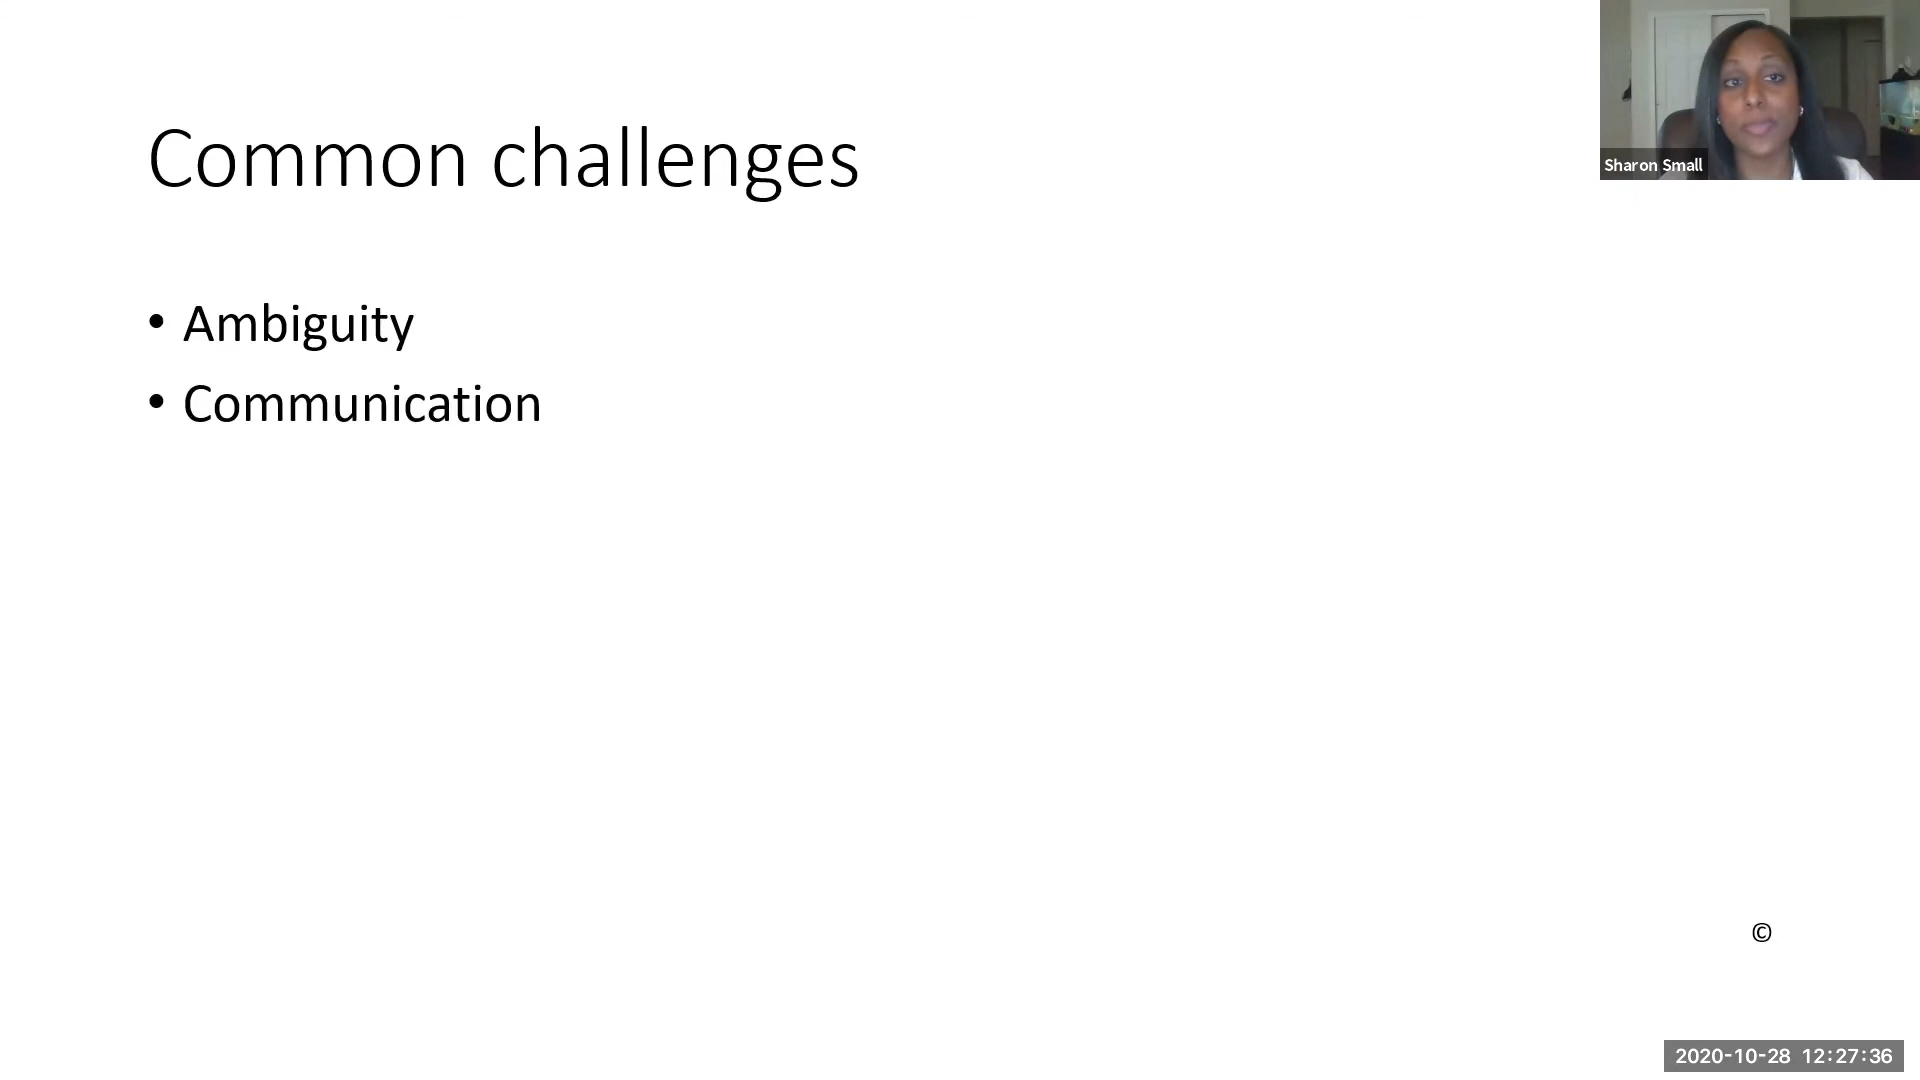 Common challenges
Sharon Small
• Ambiguity
• Communication
©
2020-10-28 12:27:36